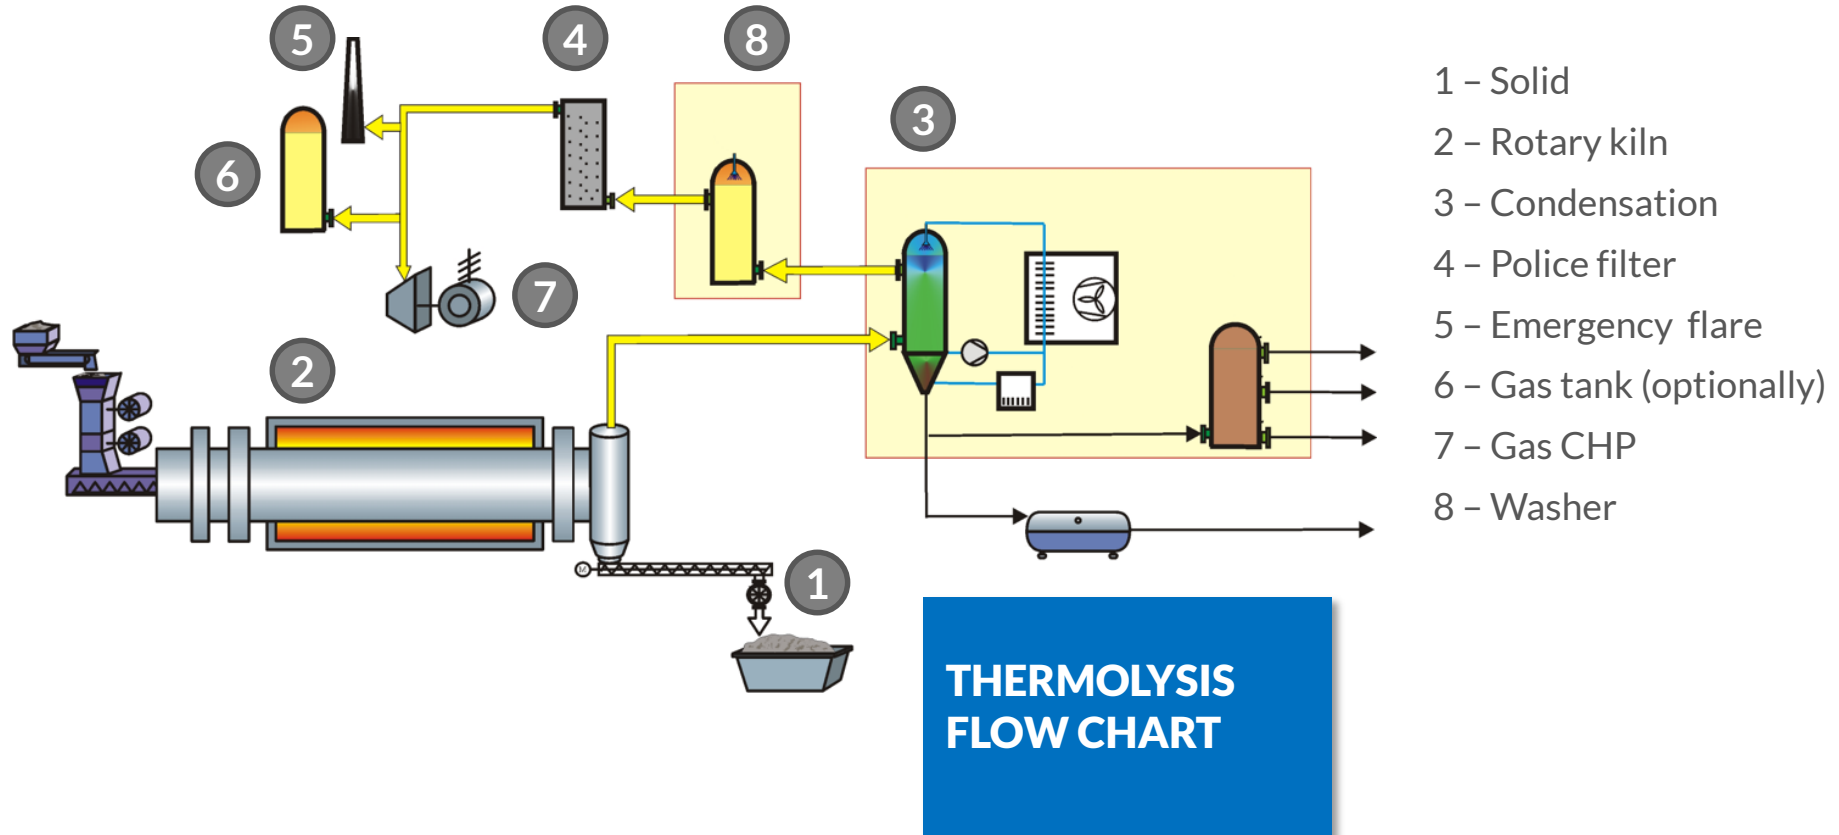 5
4
8
3
6
7
2
1
M
1 – Solid
2 – Rotary kiln
3 – Condensation
4 – Police filter
5 – Emergency flare
6 – Gas tank (optionally)
7 – Gas CHP
8 – Washer
THERMOLYSIS
FLOW CHART